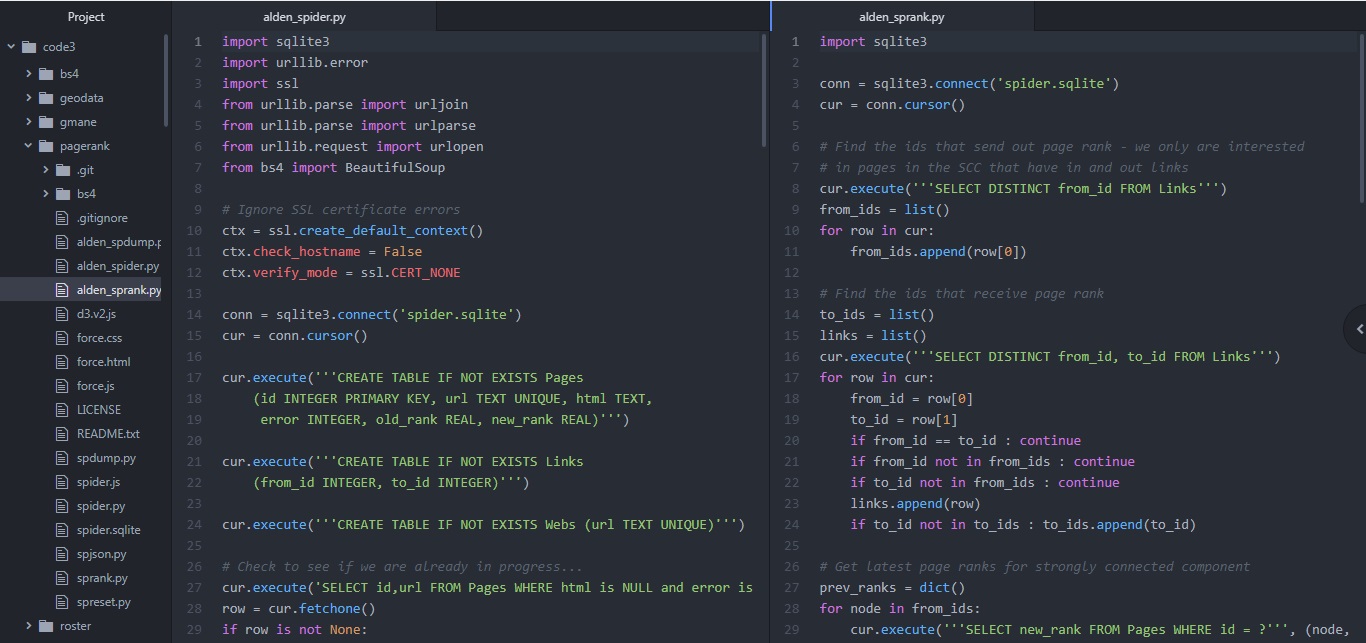 Project
code3
bs4
geodata
gmane
pagerank
.git
bs4
.gitignore
alden_spdump.p
alden_spider.py
alden_sprank.py
d3.v2.js
force.css
force.html
force.js
LICENSE
README.txt
spdump.py
spider.js
spider.py
spider.sqlite
spjson.py
sprank.py
spreset.py
roster
alden_spider.py
1 import sqlite3
2 import urllib.error
3 import ssl
4 from urllib.parse import urljoin
5 from urllib.parse import urlparse
6 from urllib.request import urlopen
7 from bs4 import BeautifulSoup
8
9 # Ignore SSL certificate errors
10 ctx = ssl.create_default_context()
11 ctx.check_hostname = False
12 ctx.verify_mode = ssl.CERT_NONE
13
14 conn = sqlite3.connect('spider.sqlite')
15 cur = conn.cursor()
16
17 cur.execute('''CREATE TABLE IF NOT EXISTS Pages
18     (id INTEGER PRIMARY KEY, url TEXT UNIQUE, html TEXT,
19      error INTEGER, old_rank REAL, new_rank REAL)''')
20
21 cur.execute('''CREATE TABLE IF NOT EXISTS Links
22     (from_id INTEGER, to_id INTEGER)''')
23
24 cur.execute('''CREATE TABLE IF NOT EXISTS Webs (url TEXT UNIQUE)''')
25
26 # Check to see if we are already in progress...
27 cur.execute('SELECT id,url FROM Pages WHERE html is NULL and error is
28 row = cur.fetchone()
29 if row is not None:
alden_sprank.py
1 import sqlite3
2
3 conn = sqlite3.connect('spider.sqlite')
4 cur = conn.cursor()
5
6 # Find the ids that send out page rank - we only are interested
7 # in pages in the SCC that have in and out links
8 cur.execute('''SELECT DISTINCT from_id FROM Links''')
9 from_ids = list()
10 for row in cur:
11     from_ids.append(row[0])
12
13 # Find the ids that receive page rank
14 to_ids = list()
15 links = list()
16 cur.execute('''SELECT DISTINCT from_id, to_id FROM Links''')
17 for row in cur:
18     from_id = row[0]
19     to_id = row[1]
20     if from_id == to_id : continue
21     if from_id not in from_ids : continue
22     if to_id not in from_ids : continue
23     links.append(row)
24     if to_id not in to_ids : to_ids.append(to_id)
25
26 # Get latest page ranks for strongly connected component
27 prev_ranks = dict()
28 for node in from_ids:
29     cur.execute('''SELECT new_rank FROM Pages WHERE id = ?''', (node,